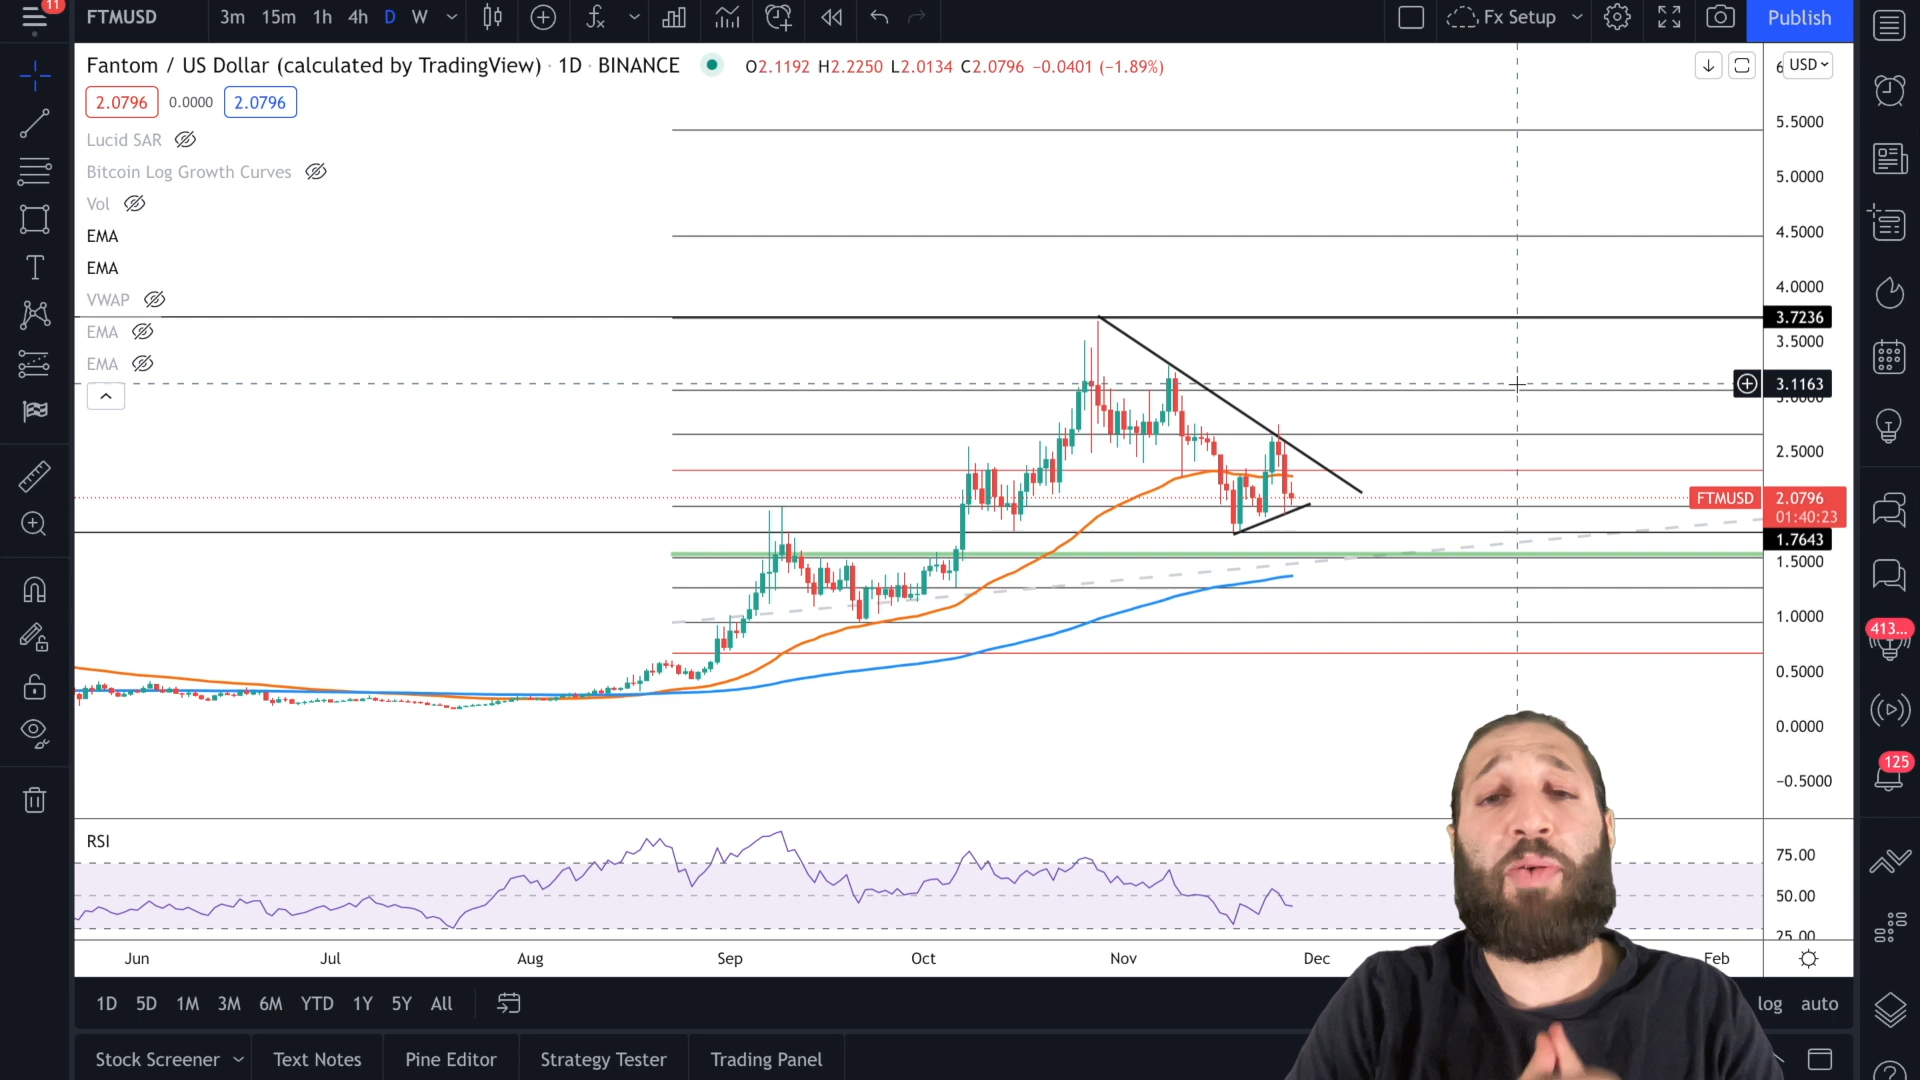 11
FTMUSD
3m 15m 1h 4h D W
Fx Setup
Publish
Fantom / US Dollar (calculated by TradingView) · 1D · BINANCE
O2.1192 H2.2250 L2.0134 C2.0796 −0.0401 (−1.89%)
USD
2.0796 0.0000 2.0796
Lucid SAR
Bitcoin Log Growth Curves
Vol
EMA
EMA
VWAP
EMA
EMA
5.5000
5.0000
4.5000
4.0000
3.7236
3.5000
3.1163
3.0000
2.5000
FTMUSD 2.0796
01:40:23
1.7643
1.5000
1.0000
0.5000
0.0000
−0.5000
413...
125
RSI
75.00
50.00
25.00
Jun Jul Aug Sep Oct Nov Dec Feb
1D 5D 1M 3M 6M YTD 1Y 5Y All
log auto
Stock Screener Text Notes Pine Editor Strategy Tester Trading Panel